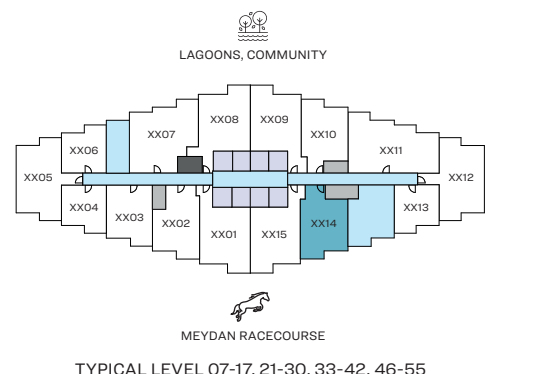 LAGOONS, COMMUNITY
XX08 XX09
XX07 XX10
XX06 XX11
XX05 XX12
XX04 XX13
XX03 XX02 XX14
XX01 XX15
MEYDAN RACECOURSE
TYPICAL LEVEL 07-17, 21-30, 33-42, 46-55